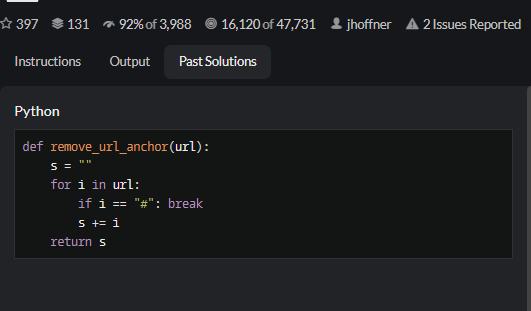 397 131 92% of 3,988 16,120 of 47,731 jhoffner 2 Issues Reported
Instructions Output Past Solutions
Python
def remove_url_anchor(url):
    s = ""
    for i in url:
        if i == "#": break
        s += i
    return s